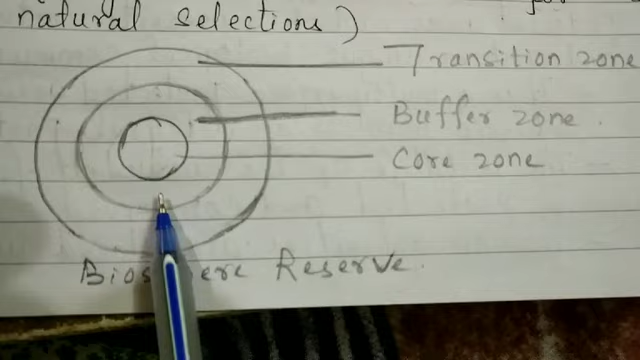 natural selections)
Transition zone
Buffer zone.
Core zone
Reserve.